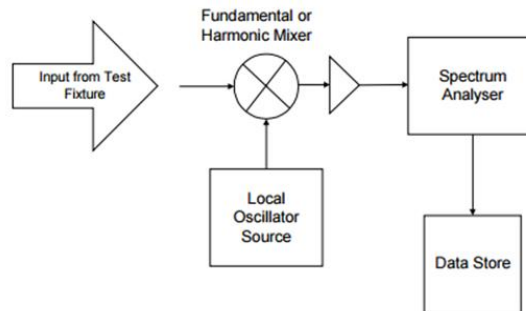 Fundamental or
Harmonic Mixer
Input from Test
Fixture
Spectrum
Analyser
Local
Oscillator
Source
Data Store